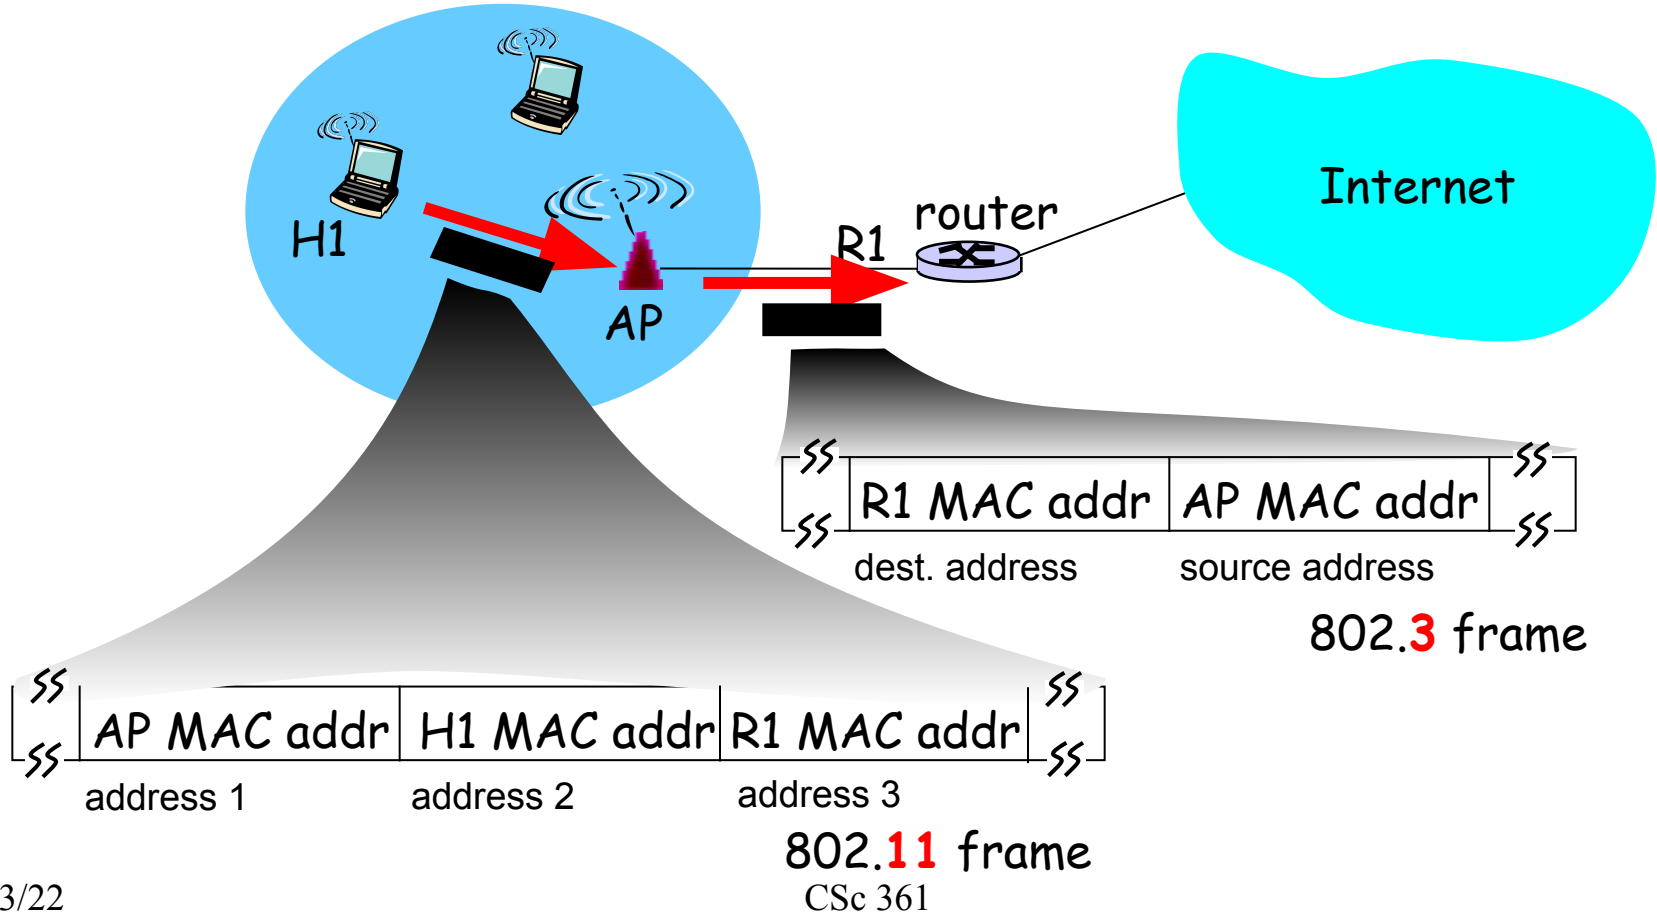 Internet
router
R1
H1
AP
R1 MAC addr AP MAC addr
dest. address source address
802.3 frame
AP MAC addr H1 MAC addr R1 MAC addr
address 1 address 2 address 3
802.11 frame
3/22 CSc 361